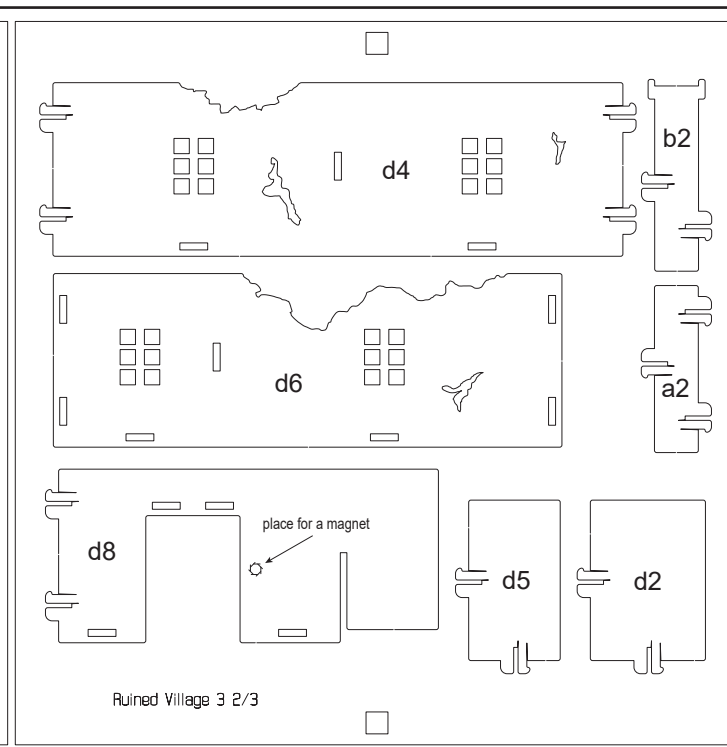 b2
d4
a2
d6
place for a magnet
d8
d5
d2
Ruined Village 3 2/3